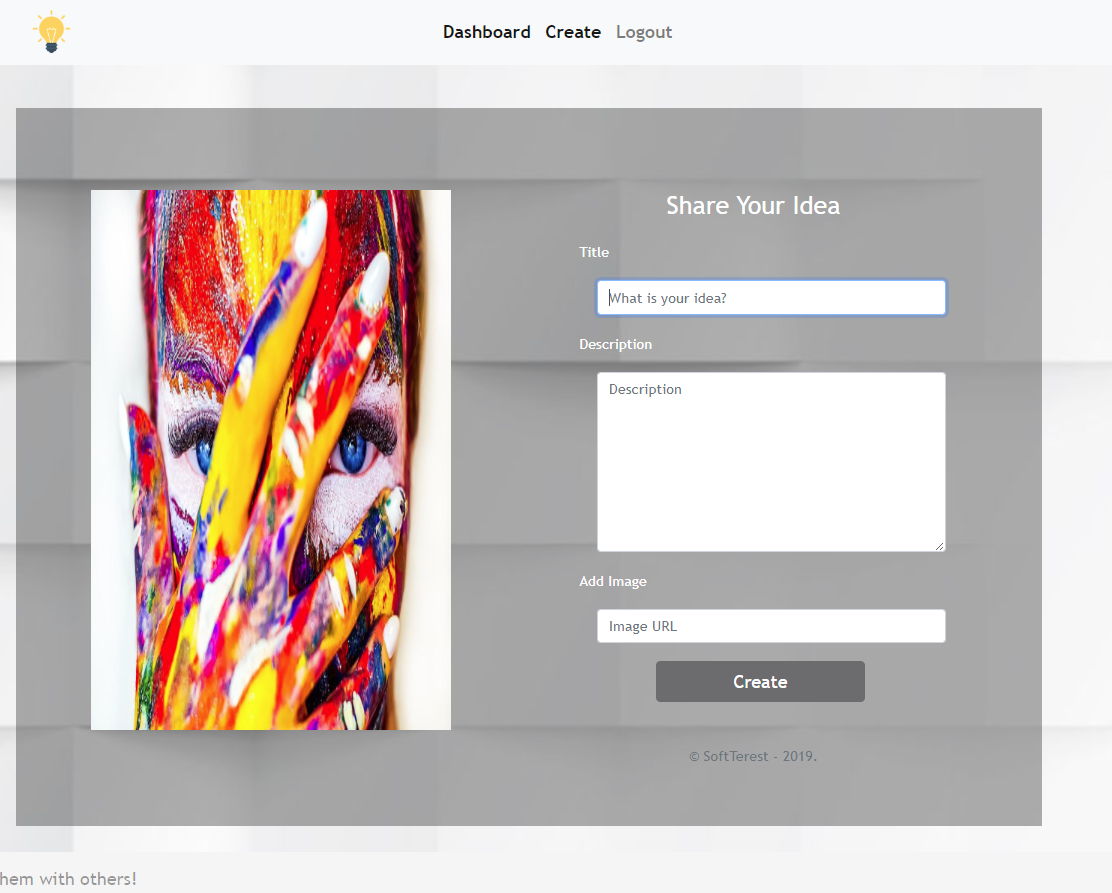 Dashboard Create Logout
Share Your Idea
Title
What is your idea?
Description
Description
Add Image
Image URL
Create
© SoftTerest - 2019.
hem with others!